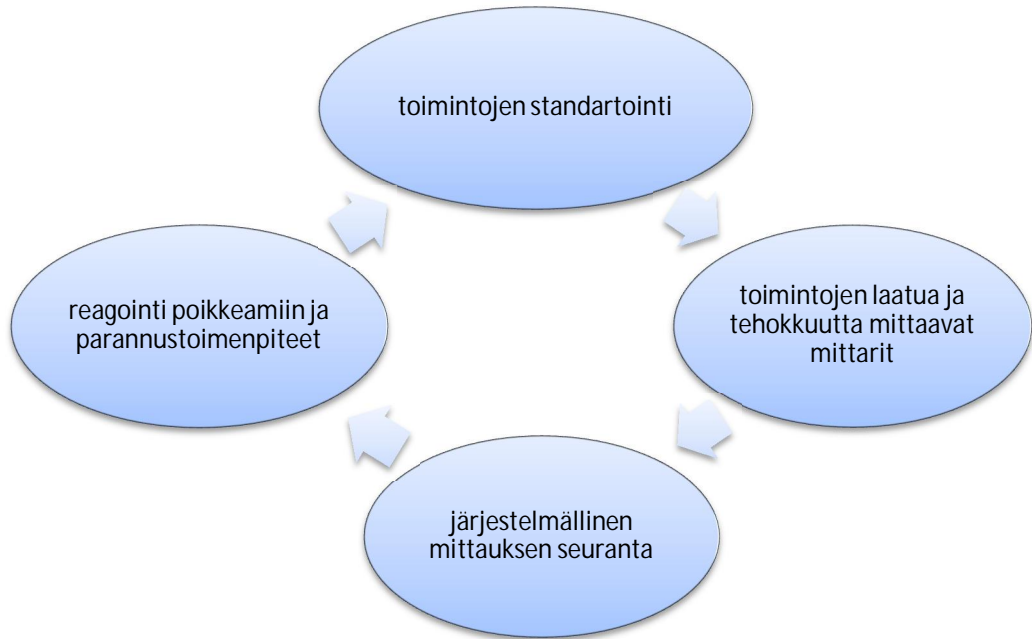 toimintojen standartointi
toimintojen laatua ja
tehokkuutta mittaavat
mittarit
järjestelmällinen
mittauksen seuranta
reagointi poikkeamiin ja
parannustoimenpiteet